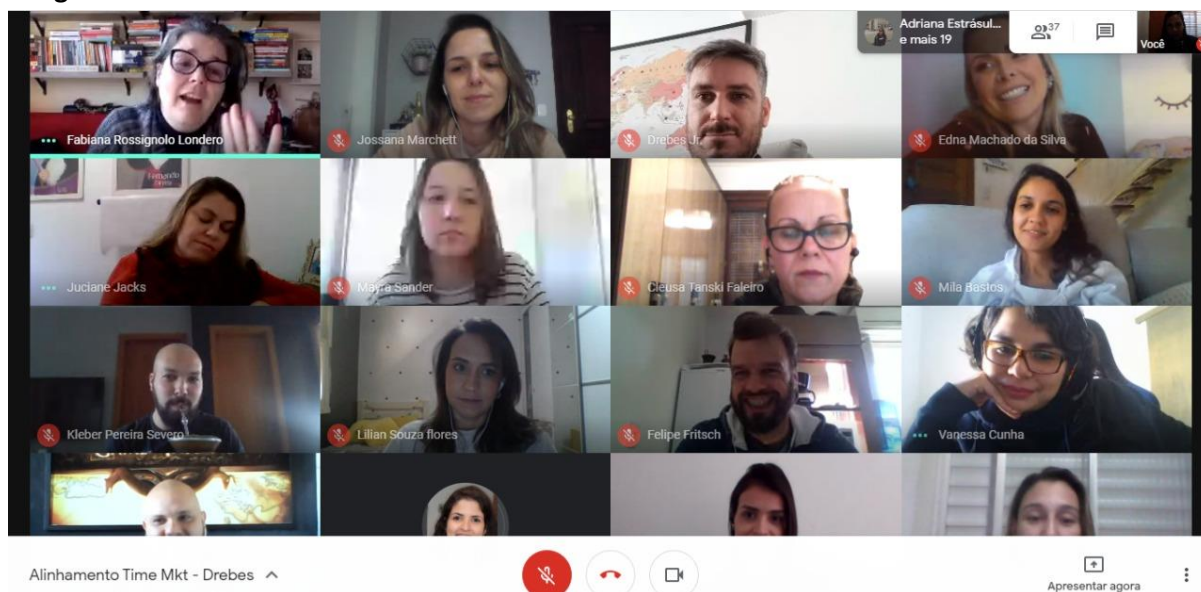 Adriana Estrásul...
e mais 19
37
Você
Fabiana Rossignolo Londero
Jossana Marchett
Drebes Jr
Edna Machado da Silva
Juciane Jacks
Mayra Sander
Cleusa Tanski Faleiro
Mila Bastos
Kleber Pereira Severo
Lilian Souza flores
Felipe Fritsch
Vanessa Cunha
Alinhamento Time Mkt - Drebes
Apresentar agora